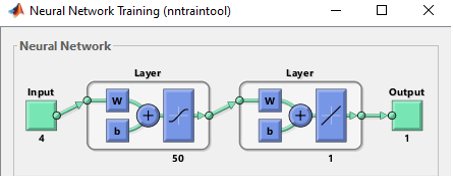 Neural Network Training (nntraintool)
Neural Network
Layer Layer
Input Output
W W
b b
4 1
50 1